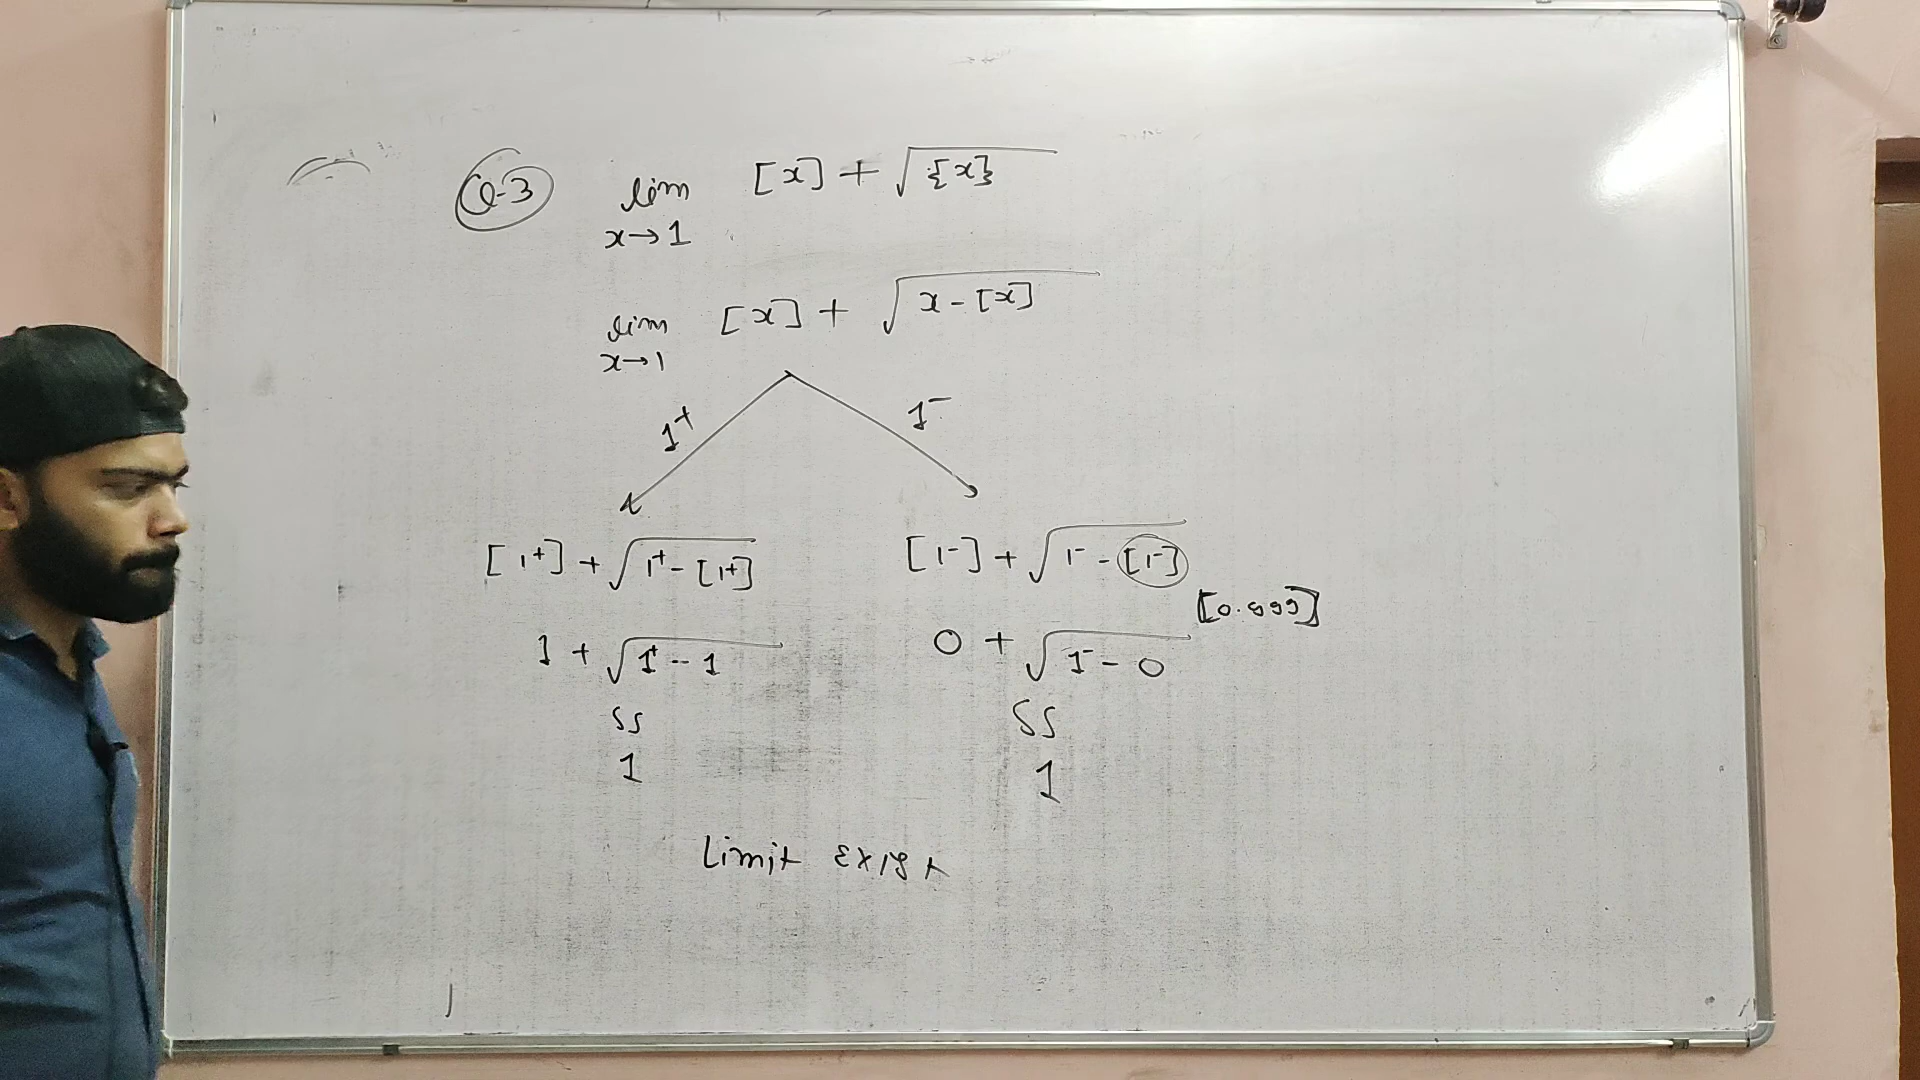 Q-3 lim [x] + √{x}
x→1
lim [x] + √x - [x]
x→1
1⁺ 1⁻
[1⁺] + √1⁺ - [1⁺] [1⁻] + √1⁻ - [1⁻]
[0.999]
1 + √1⁺ - 1 0 + √1⁻ - 0
SS SS
1 1
Limit Exist